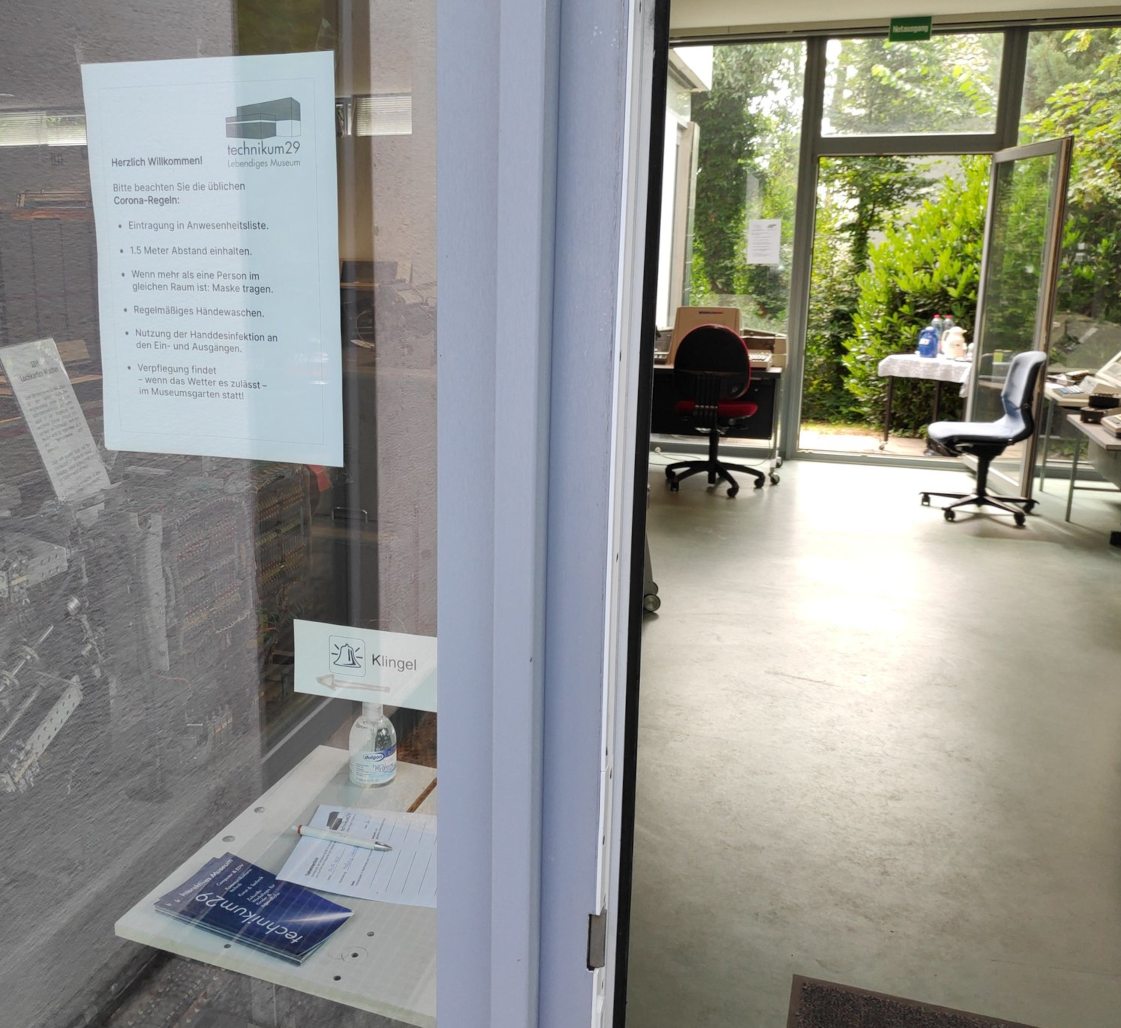 Notausgang
technikum29
Lebendiges Museum
Herzlich Willkommen!
Bitte beachten Sie die üblichen
Corona-Regeln:
• Eintragung in Anwesenheitsliste.
• 1.5 Meter Abstand einhalten.
• Wenn mehr als eine Person im
gleichen Raum ist: Maske tragen.
• Regelmäßiges Händewaschen.
• Nutzung der Handdesinfektion an
den Ein- und Ausgängen.
• Verpflegung findet
– wenn das Wetter es zulässt –
im Museumsgarten statt!
Klingel
technikum29